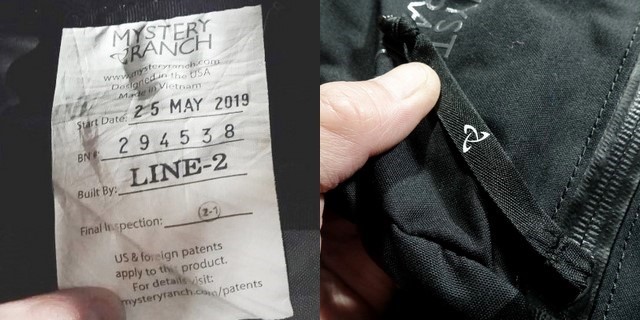 MYSTERY
RANCH
www.mysteryranch.com
Designed in the USA
Made in Vietnam
Start Date: 25 MAY 2019
BN #: 294538
Built By: LINE-2
Final Inspection: 2-1
US & foreign patents
apply to this product.
For details visit:
mysteryranch.com/patents